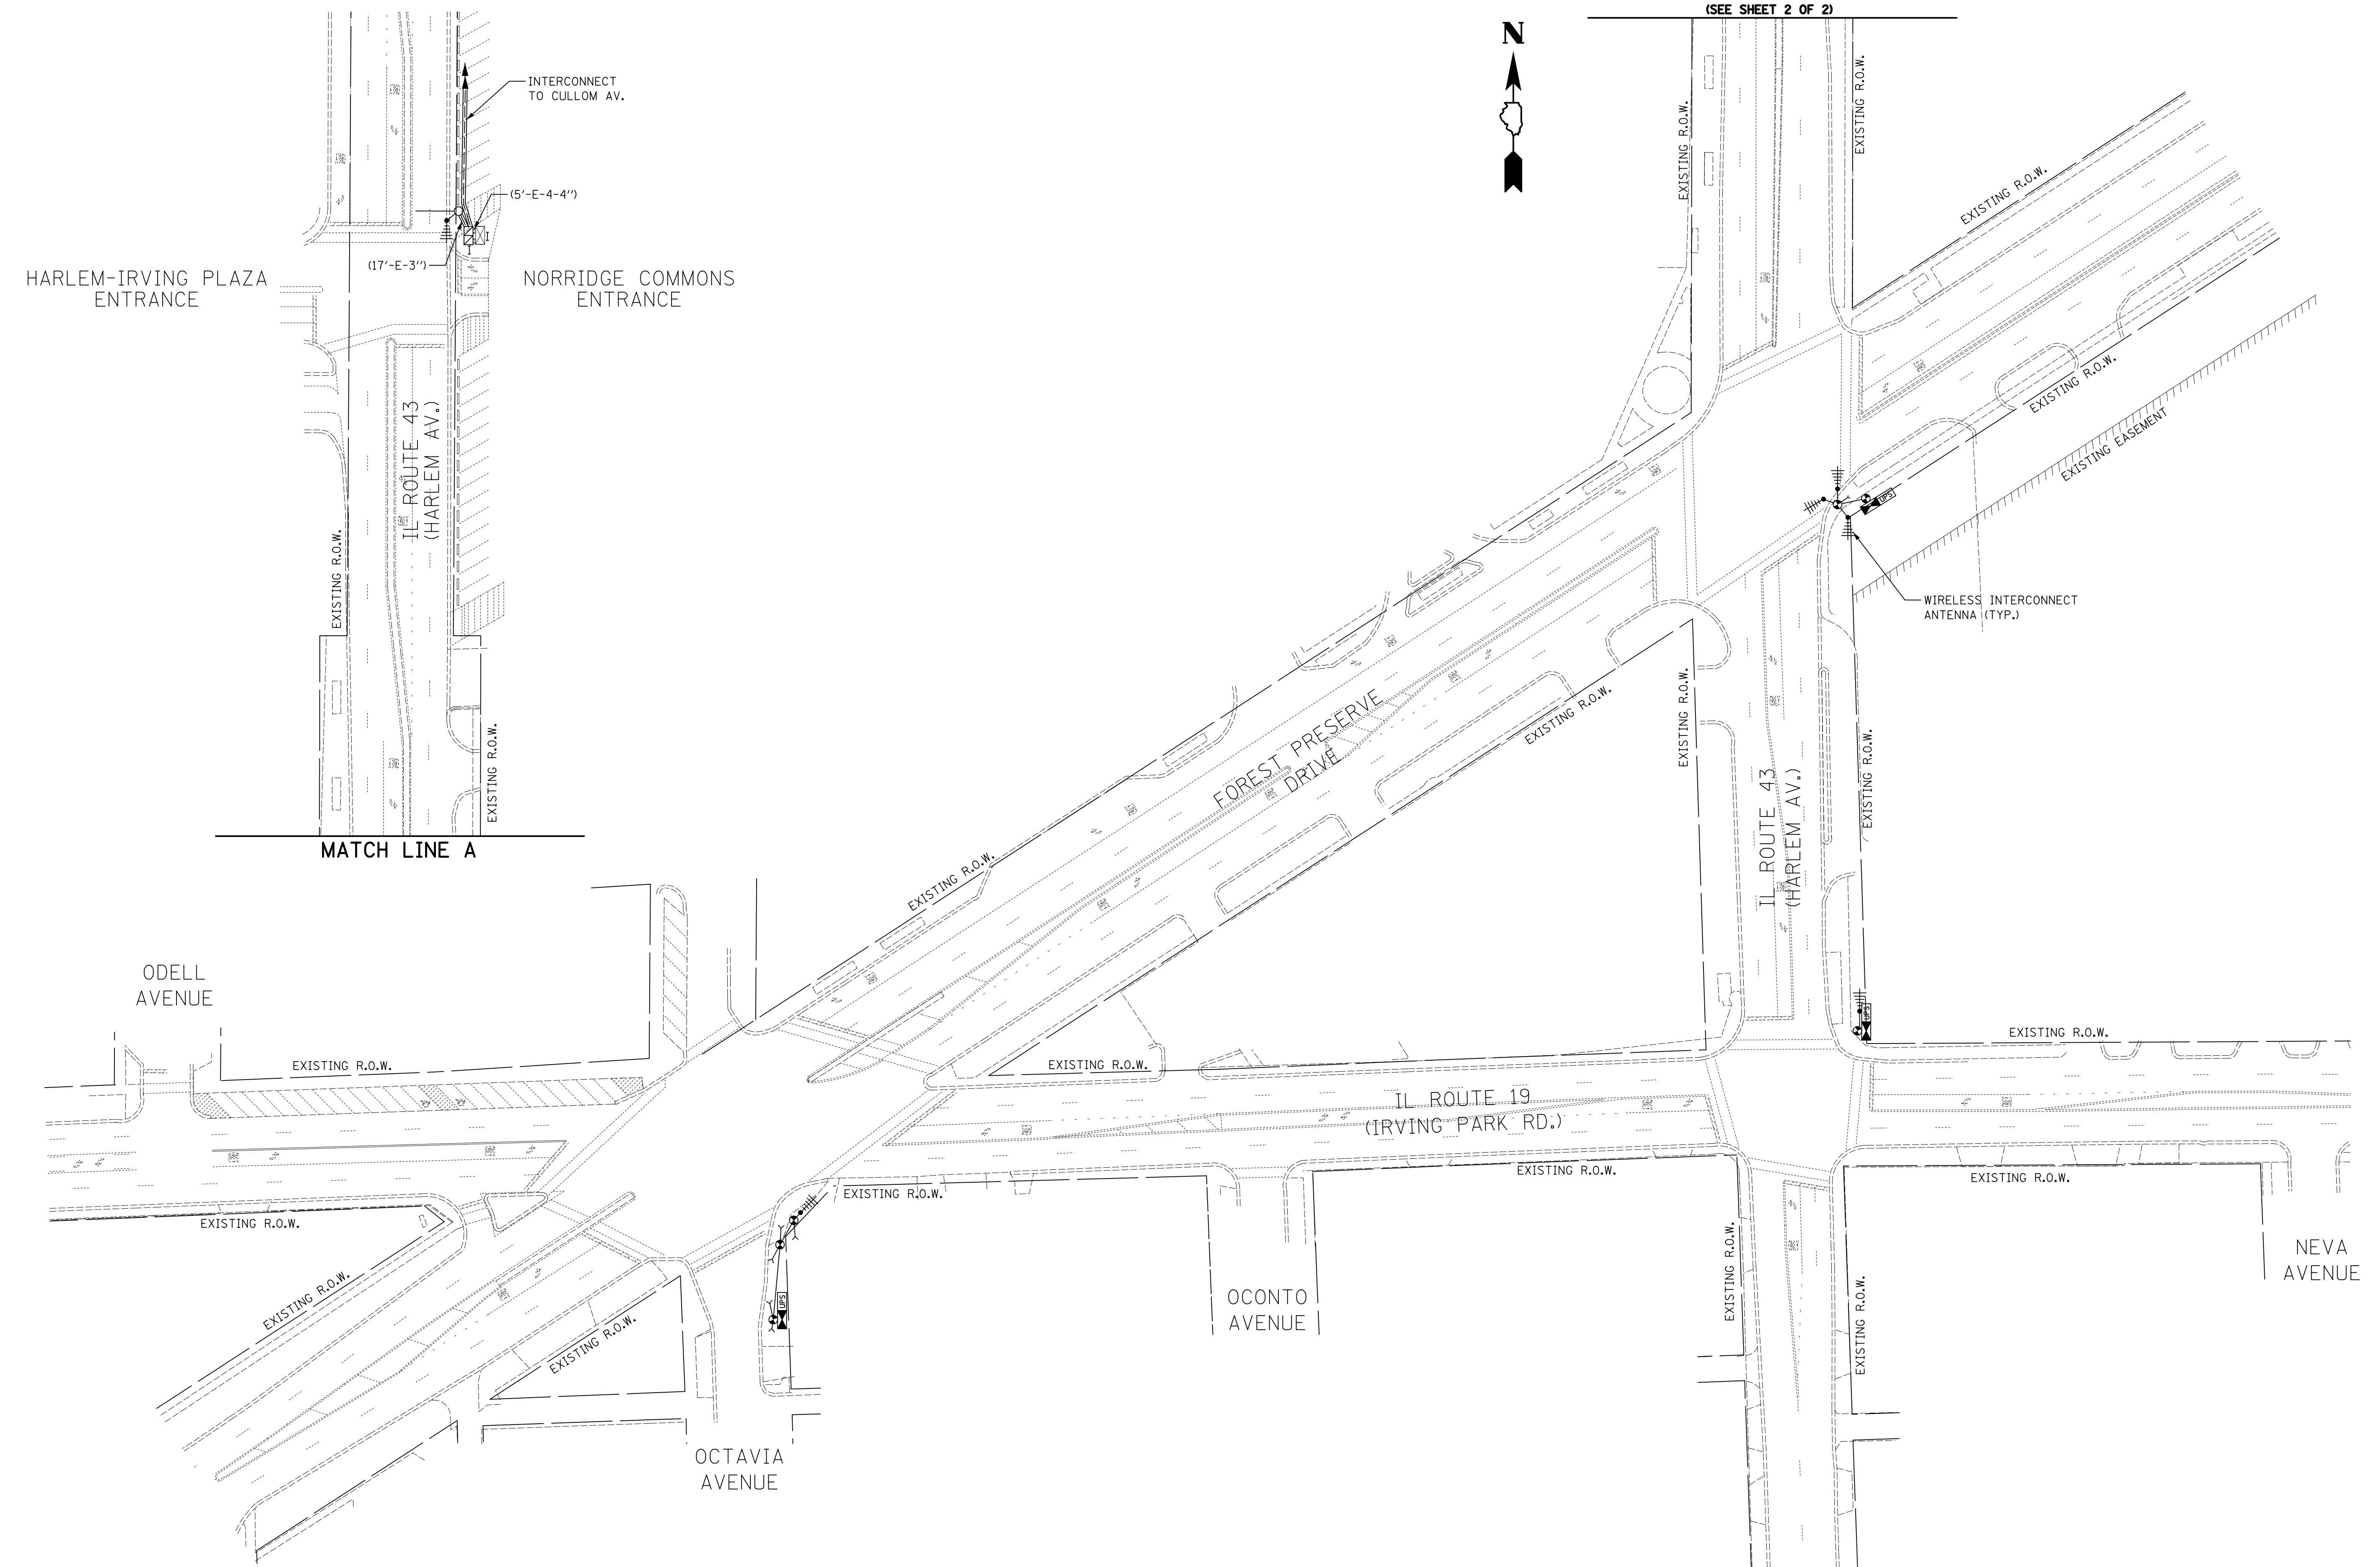 (SEE SHEET 2 OF 2)
N
INTERCONNECT
TO CULLOM AV.
(5'-E-4-4")
(17'-E-3")
HARLEM-IRVING PLAZA
ENTRANCE
NORRIDGE COMMONS
ENTRANCE
IL ROUTE 43
(HARLEM AV.)
EXISTING R.O.W.
EXISTING R.O.W.
MATCH LINE A
EXISTING R.O.W.
EXISTING R.O.W.
EXISTING R.O.W.
EXISTING R.O.W.
EXISTING EASEMENT
UPS
WIRELESS INTERCONNECT
ANTENNA (TYP.)
FOREST PRESERVE
DRIVE
EXISTING R.O.W.
EXISTING R.O.W.
EXISTING R.O.W.
IL ROUTE 43
(HARLEM AV.)
EXISTING R.O.W.
ODELL
AVENUE
EXISTING R.O.W.
EXISTING R.O.W.
UPS
EXISTING R.O.W.
IL ROUTE 19
(IRVING PARK RD.)
EXISTING R.O.W.
EXISTING R.O.W.
EXISTING R.O.W.
EXISTING R.O.W.
EXISTING R.O.W.
EXISTING R.O.W.
UPS
OCONTO
AVENUE
EXISTING R.O.W.
EXISTING R.O.W.
NEVA
AVENUE
OCTAVIA
AVENUE